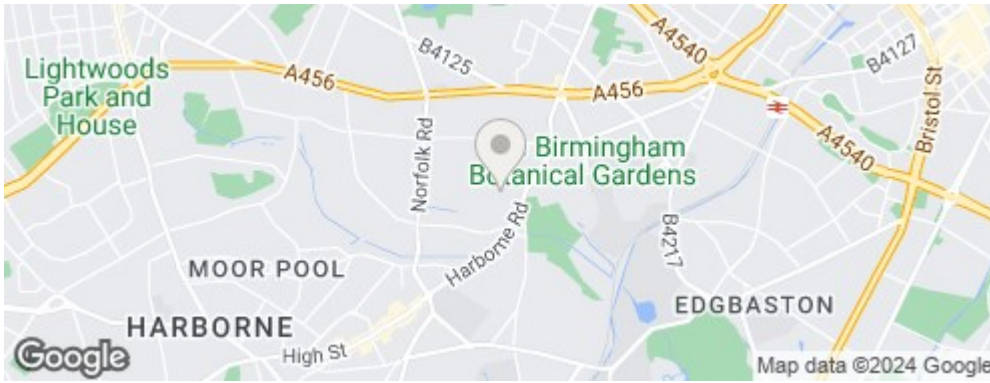 A4540
B4125
B4127
Lightwoods
Park and
House
A456
A456
Bristol St
A4540
Norfolk Rd
Birmingham
Botanical Gardens
B4217
Harborne Rd
MOOR POOL
EDGBASTON
HARBORNE
High St
Google
Map data ©2024 Google